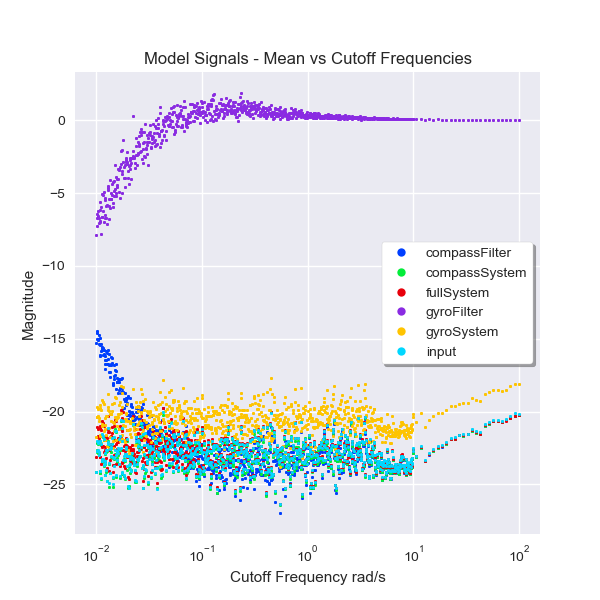 Model Signals - Mean vs Cutoff Frequencies
Magnitude
0
−5
−10
−15
−20
−25
compassFilter
compassSystem
fullSystem
gyroFilter
gyroSystem
input
10⁻² 10⁻¹ 10⁰ 10¹ 10²
Cutoff Frequency rad/s